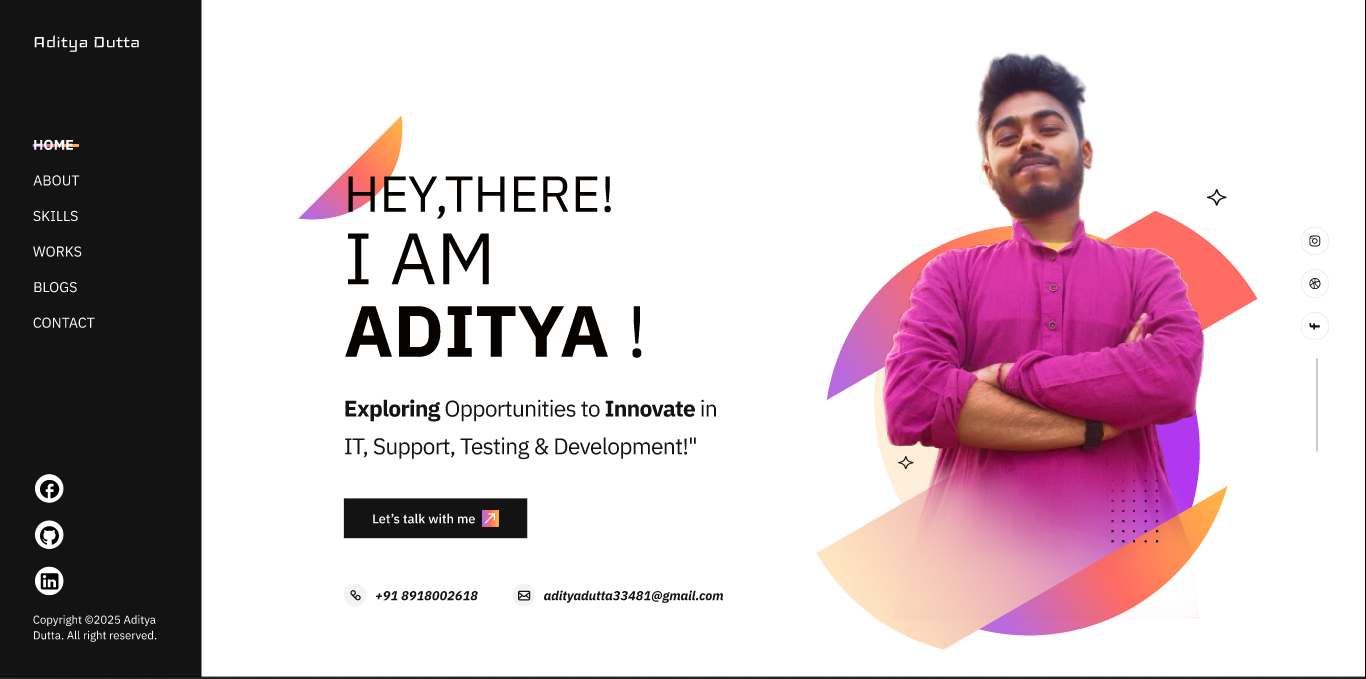 Aditya Dutta
HOME
ABOUT
SKILLS
WORKS
BLOGS
CONTACT
Copyright ©2025 Aditya
Dutta. All right reserved.
HEY,THERE!
I AM
ADITYA !
Exploring Opportunities to Innovate in
IT, Support, Testing & Development!"
Let's talk with me
+91 8918002618
adityadutta33481@gmail.com